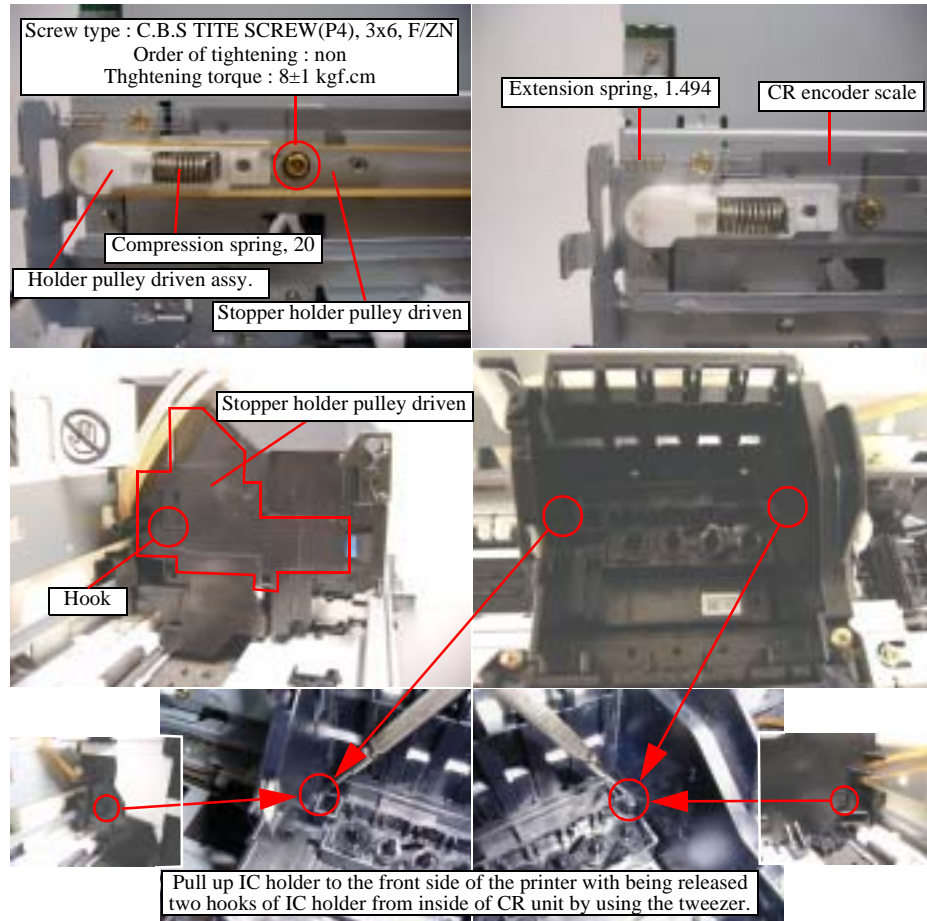 Screw type : C.B.S TITE SCREW(P4), 3x6, F/ZN
Order of tightening : non
Thghtening torque : 8±1 kgf.cm
Extension spring, 1.494
CR encoder scale
Compression spring, 20
Holder pulley driven assy.
Stopper holder pulley driven
Stopper holder pulley driven
Hook
Pull up IC holder to the front side of the printer with being released
two hooks of IC holder from inside of CR unit by using the tweezer.